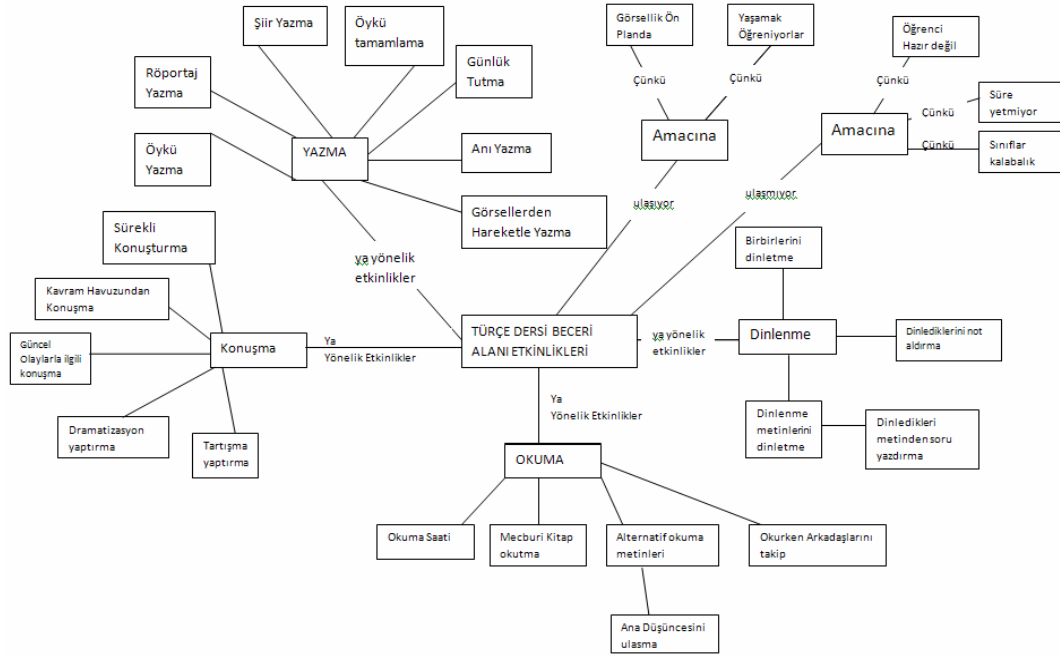 Şiir Yazma
Öykü
tamamlama
Görsellik Ön
Planda
Yaşamak
Öğreniyorlar
Öğrenci
Hazır değil
Röportaj
Yazma
Günlük
Tutma
Çünkü
Çünkü
Çünkü
Süre
yetmiyor
Çünkü
Öykü
Yazma
YAZMA
Anı Yazma
Amacına
Amacına
Çünkü
Sınıflar
kalabalık
Görsellerden
Hareketle Yazma
ulaşıyor
ulaşmıyor
Sürekli
Konuşturma
ya yönelik
etkinlikler
Birbirlerini
dinletme
Kavram Havuzundan
Konuşma
Güncel
Olaylarla ilgili
konuşma
Konuşma
Ya
Yönelik Etkinlikler
TÜRÇE DERSİ BECERİ
ALANI ETKİNLİKLERİ
ya yönelik
etkinlikler
Dinlenme
Dinlediklerini not
aldırma
Dramatizasyon
yaptırma
Tartışma
yaptırma
Ya
Yönelik Etkinlikler
Dinlenme
metinlerini
dinletme
Dinledikleri
metinden soru
yazdırma
OKUMA
Okuma Saati
Mecburi Kitap
okutma
Alternatif okuma
metinleri
Okurken Arkadaşlarını
takip
Ana Düşüncesini
ulasma